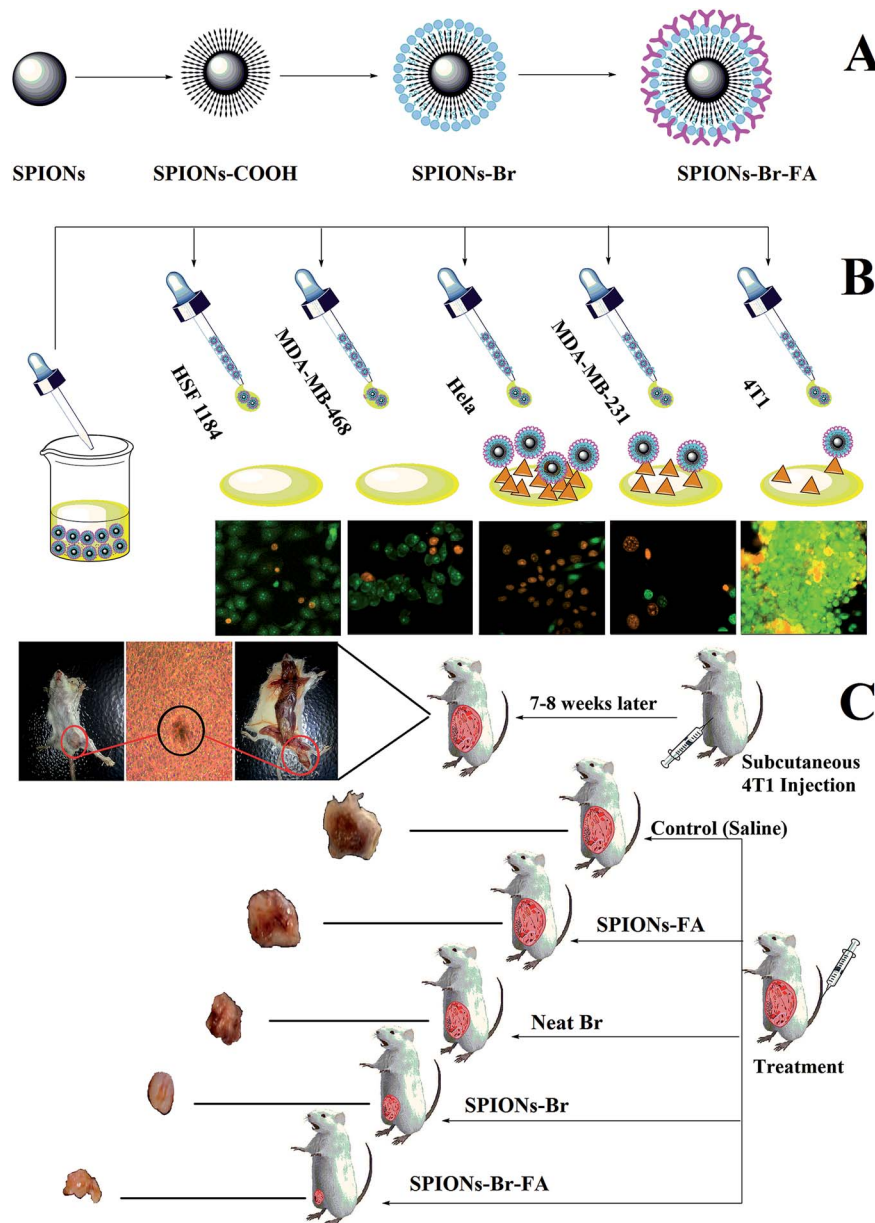 A
SPIONs
SPIONs-COOH
SPIONs-Br
SPIONs-Br-FA
B
HSF 1184
MDA-MB-468
Hela
MDA-MB-231
4T1
C
7-8 weeks later
Subcutaneous
4T1 Injection
Control (Saline)
SPIONs-FA
Neat Br
Treatment
SPIONs-Br
SPIONs-Br-FA